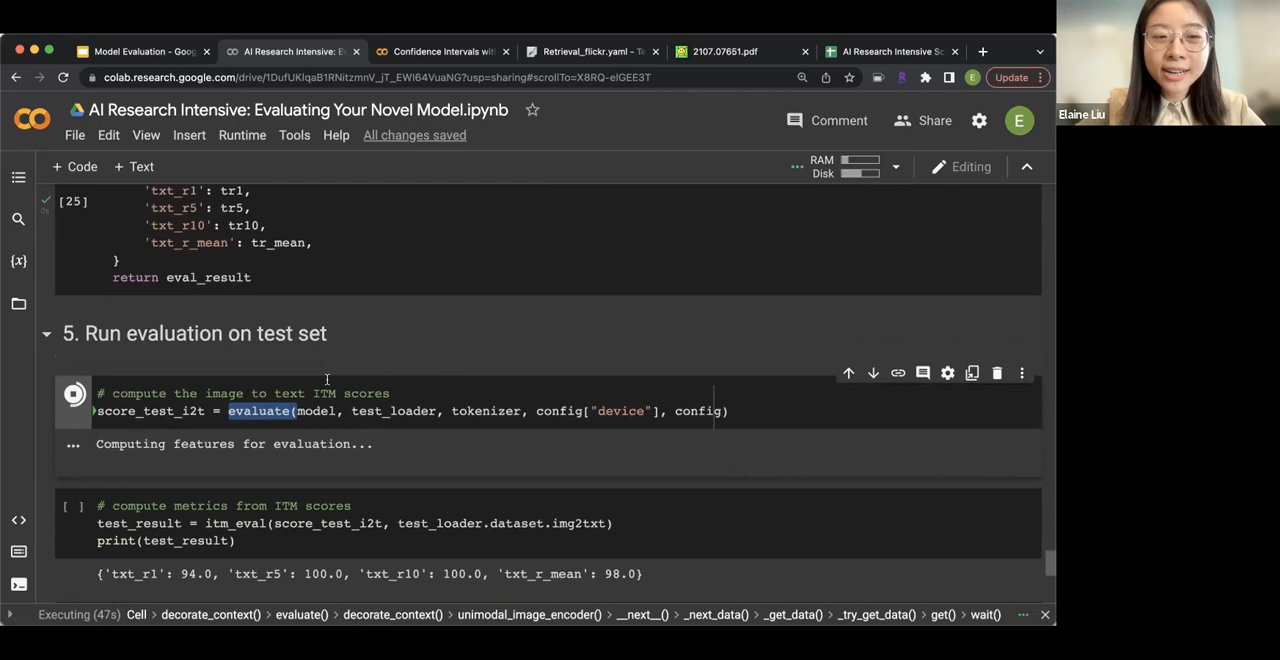 Model Evaluation - Goog
AI Research Intensive: E
Confidence Intervals with
Retrieval_flickr.yaml - Te
2107.07651.pdf
AI Research Intensive Sc
colab.research.google.com/drive/1DufUKIqaB1RNitzmnV_jT_EWI64VuaNG?usp=sharing#scrollTo=X8RQ-elGEE3T
R
E
Update
AI Research Intensive: Evaluating Your Novel Model.ipynb
File Edit View Insert Runtime Tools Help All changes saved
Comment
Share
E
Elaine Liu
+ Code + Text
RAM
Disk
Editing
{x}
[25]
'txt_r1': tr1,
'txt_r5': tr5,
'txt_r10': tr10,
'txt_r_mean': tr_mean,
}
return eval_result
5. Run evaluation on test set
# compute the image to text ITM scores
score_test_i2t = evaluate(model, test_loader, tokenizer, config["device"], config)
Computing features for evaluation...
[ ]
# compute metrics from ITM scores
test_result = itm_eval(score_test_i2t, test_loader.dataset.img2txt)
print(test_result)
{'txt_r1': 94.0, 'txt_r5': 100.0, 'txt_r10': 100.0, 'txt_r_mean': 98.0}
Executing (47s) Cell > decorate_context() > evaluate() > decorate_context() > unimodal_image_encoder() > __next__() > _next_data() > _get_data() > _try_get_data() > get() > wait()